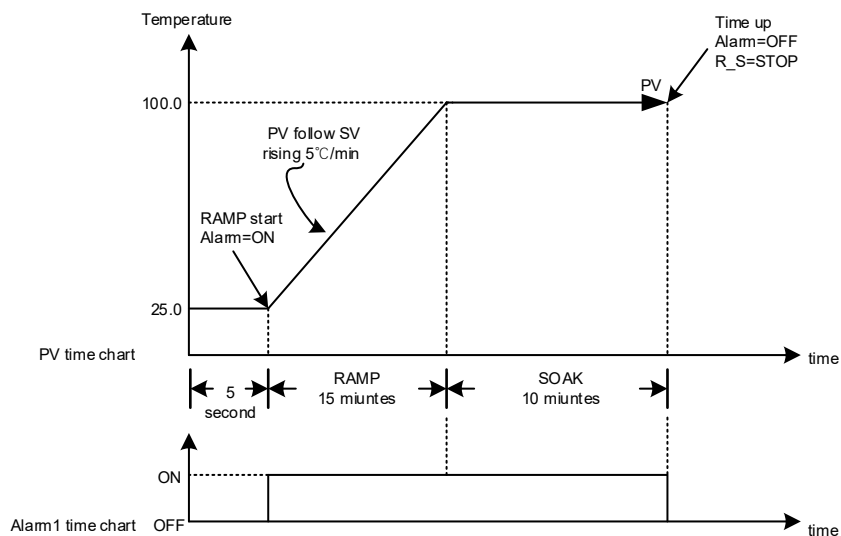 Temperature
Time up
Alarm=OFF
R_S=STOP
PV
100.0
PV follow SV
rising 5℃/min
RAMP start
Alarm=ON
25.0
PV time chart
time
5
second
RAMP
15 miuntes
SOAK
10 miuntes
ON
Alarm1 time chart
OFF
time